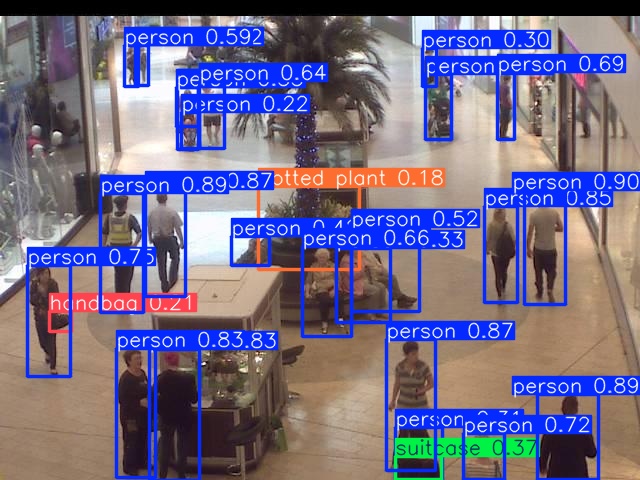 person 0.592
person 0.30
person 0.64
person
person 0.69
person 0.22
person 0.89
0.87
otted plant 0.18
person 0.90
0.85
person 0.52
person 0.66
.33
person 0.75
handbag 0.21
person 0.83
.83
person 0.87
person 0.89
person
person 0.72
suitcase 0.37